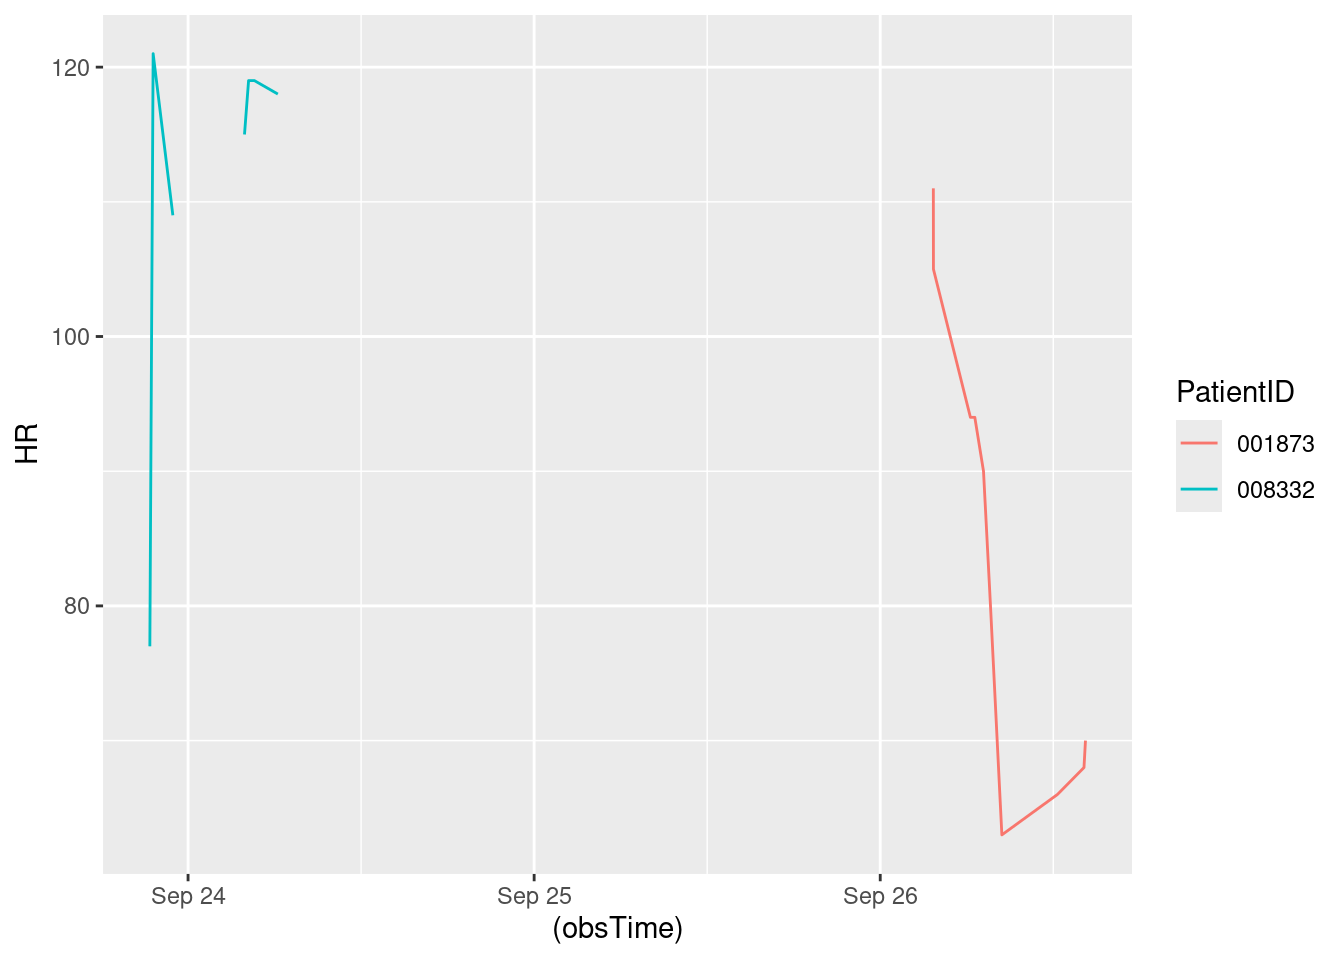 120
100
80
HR
Sep 24
Sep 25
Sep 26
(obsTime)
PatientID
001873
008332